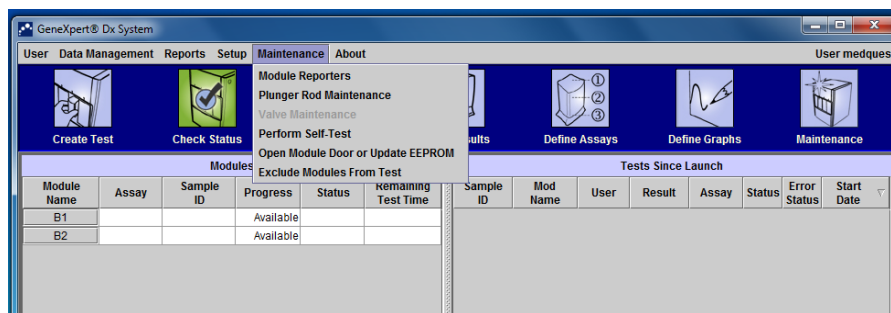 GeneXpert® Dx System
User Data Management Reports Setup Maintenance About User medques
Module Reporters
Plunger Rod Maintenance
Valve Maintenance
Perform Self-Test
Open Module Door or Update EEPROM
Exclude Modules From Test
Create Test Check Status Define Assays Define Graphs Maintenance
① ② ③
Tests Since Launch
Module Name Assay Sample ID Progress Status Remaining Test Time
Sample ID Mod Name User Result Assay Status Error Status Start Date
B1 Available
B2 Available